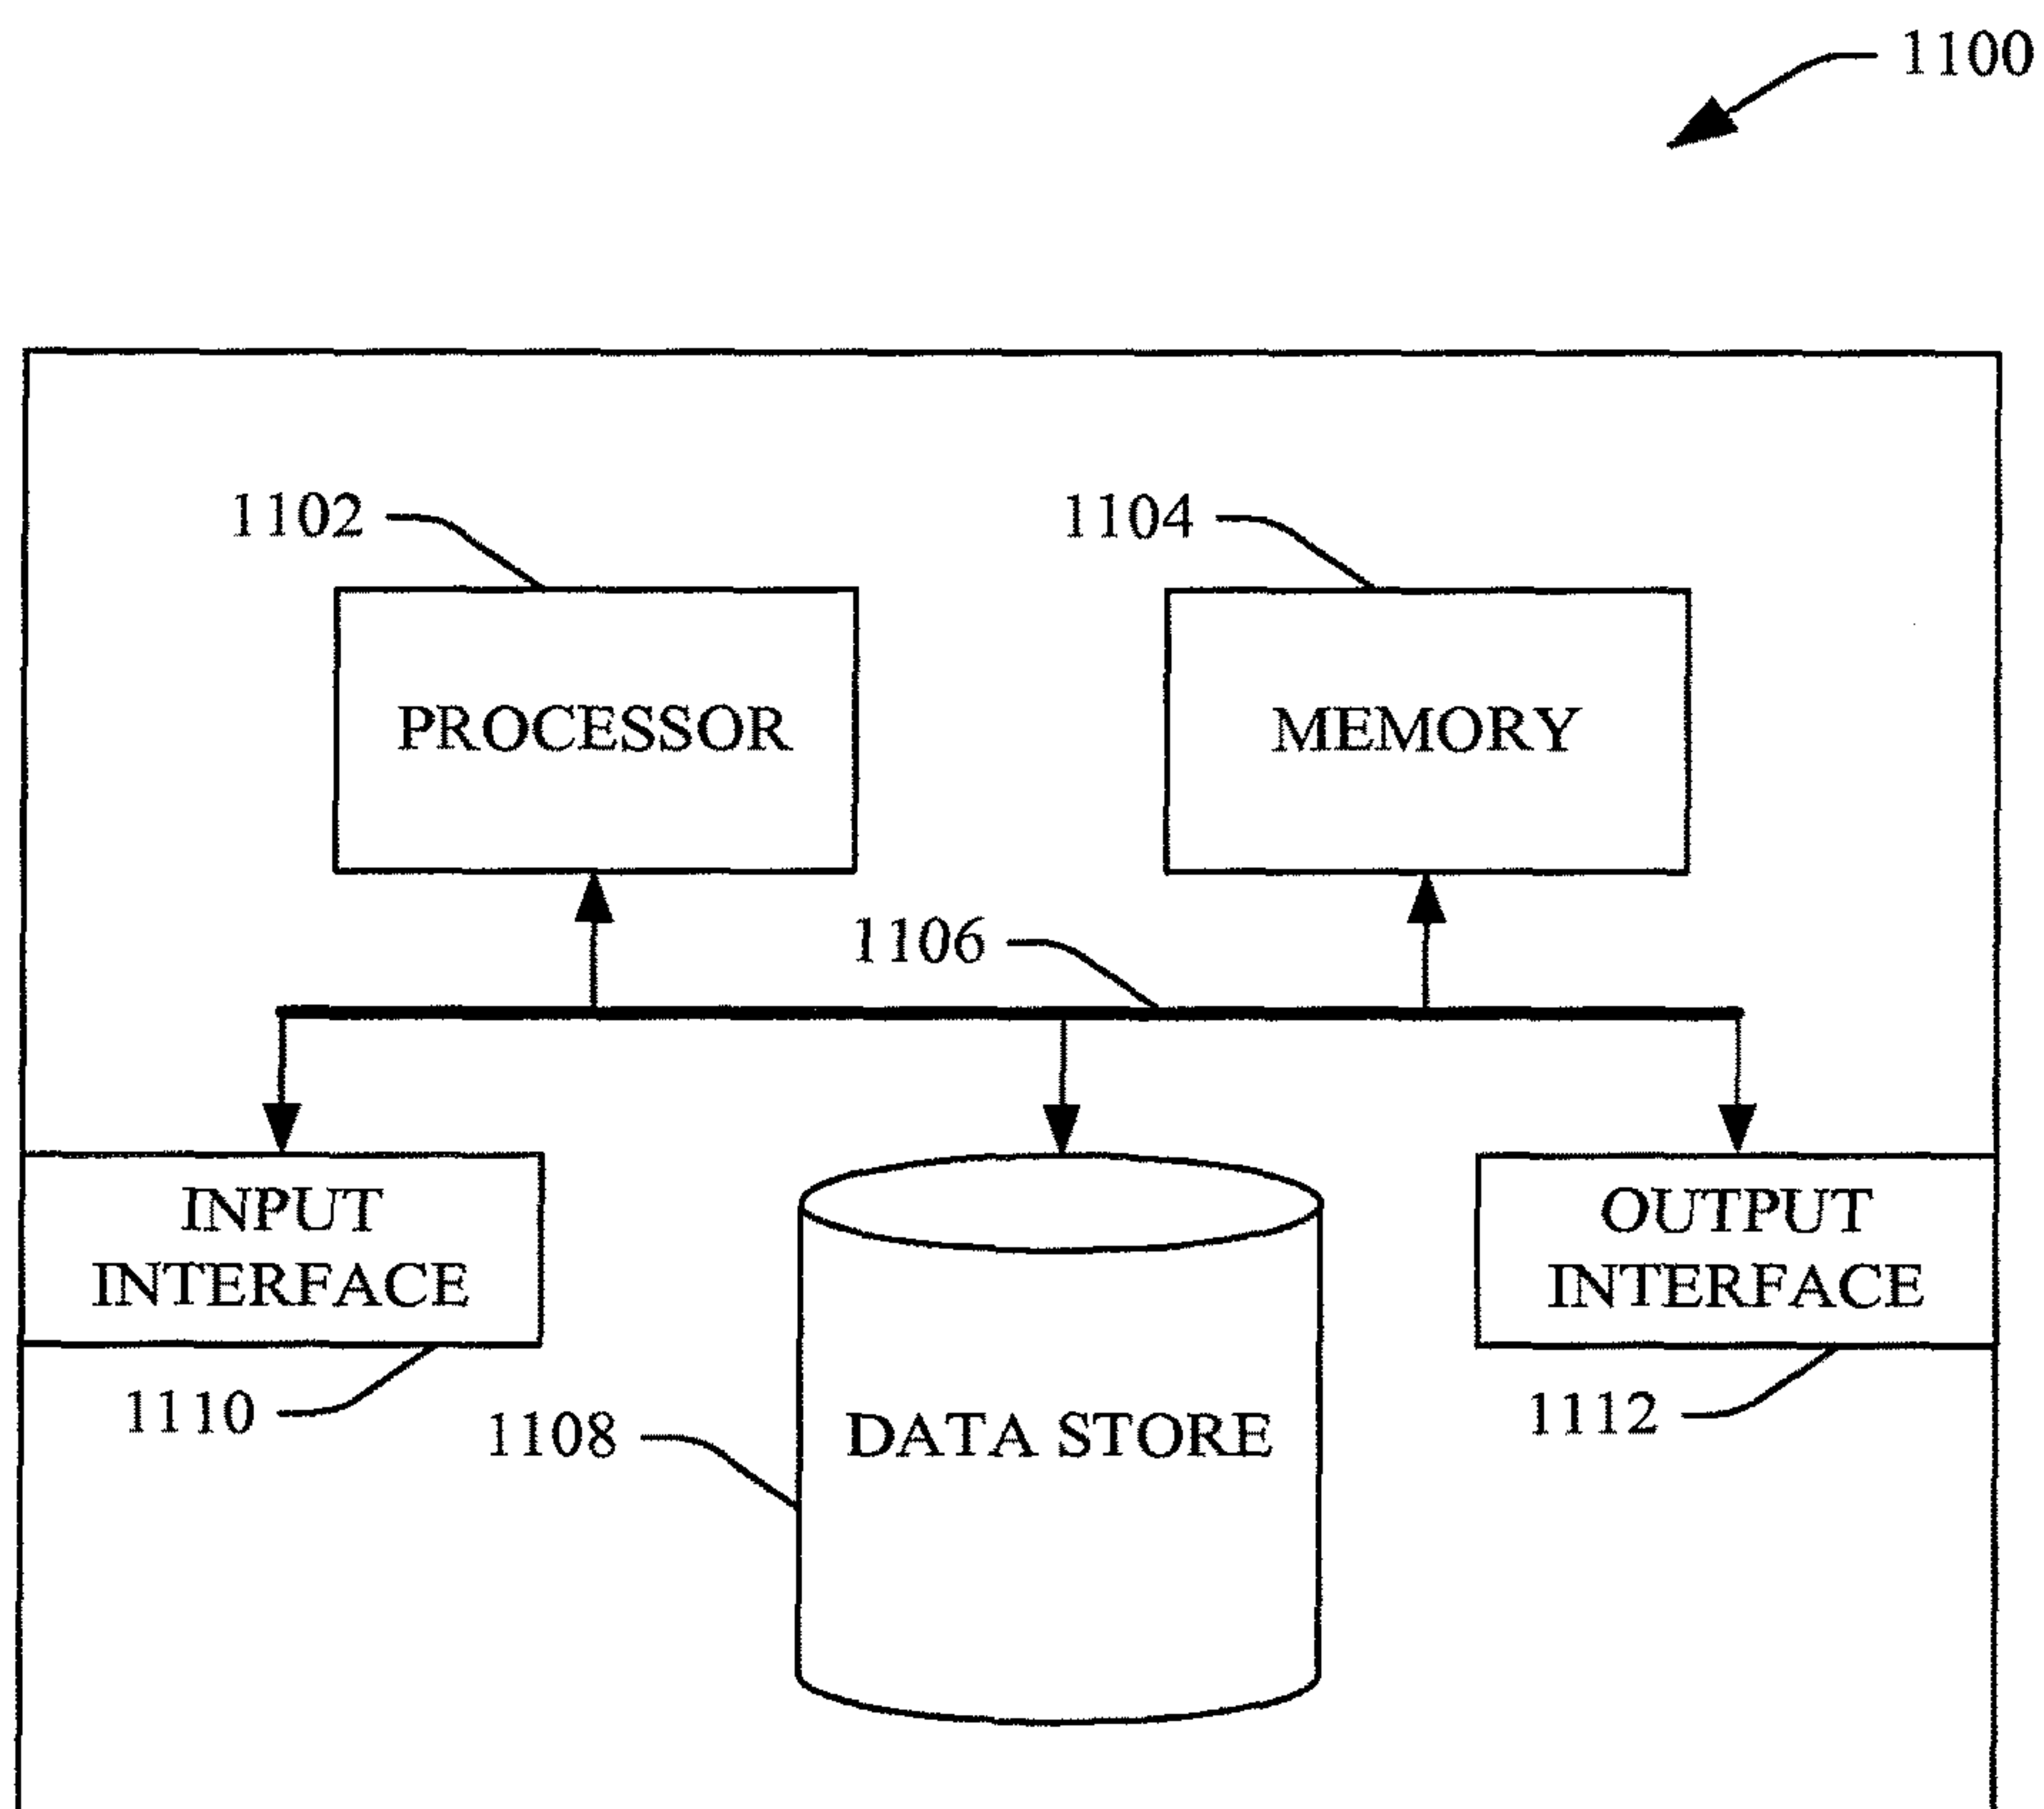 1100
1102
1104
PROCESSOR
MEMORY
1106
INPUT
INTERFACE
OUTPUT
INTERFACE
1110
1108
DATA STORE
1112